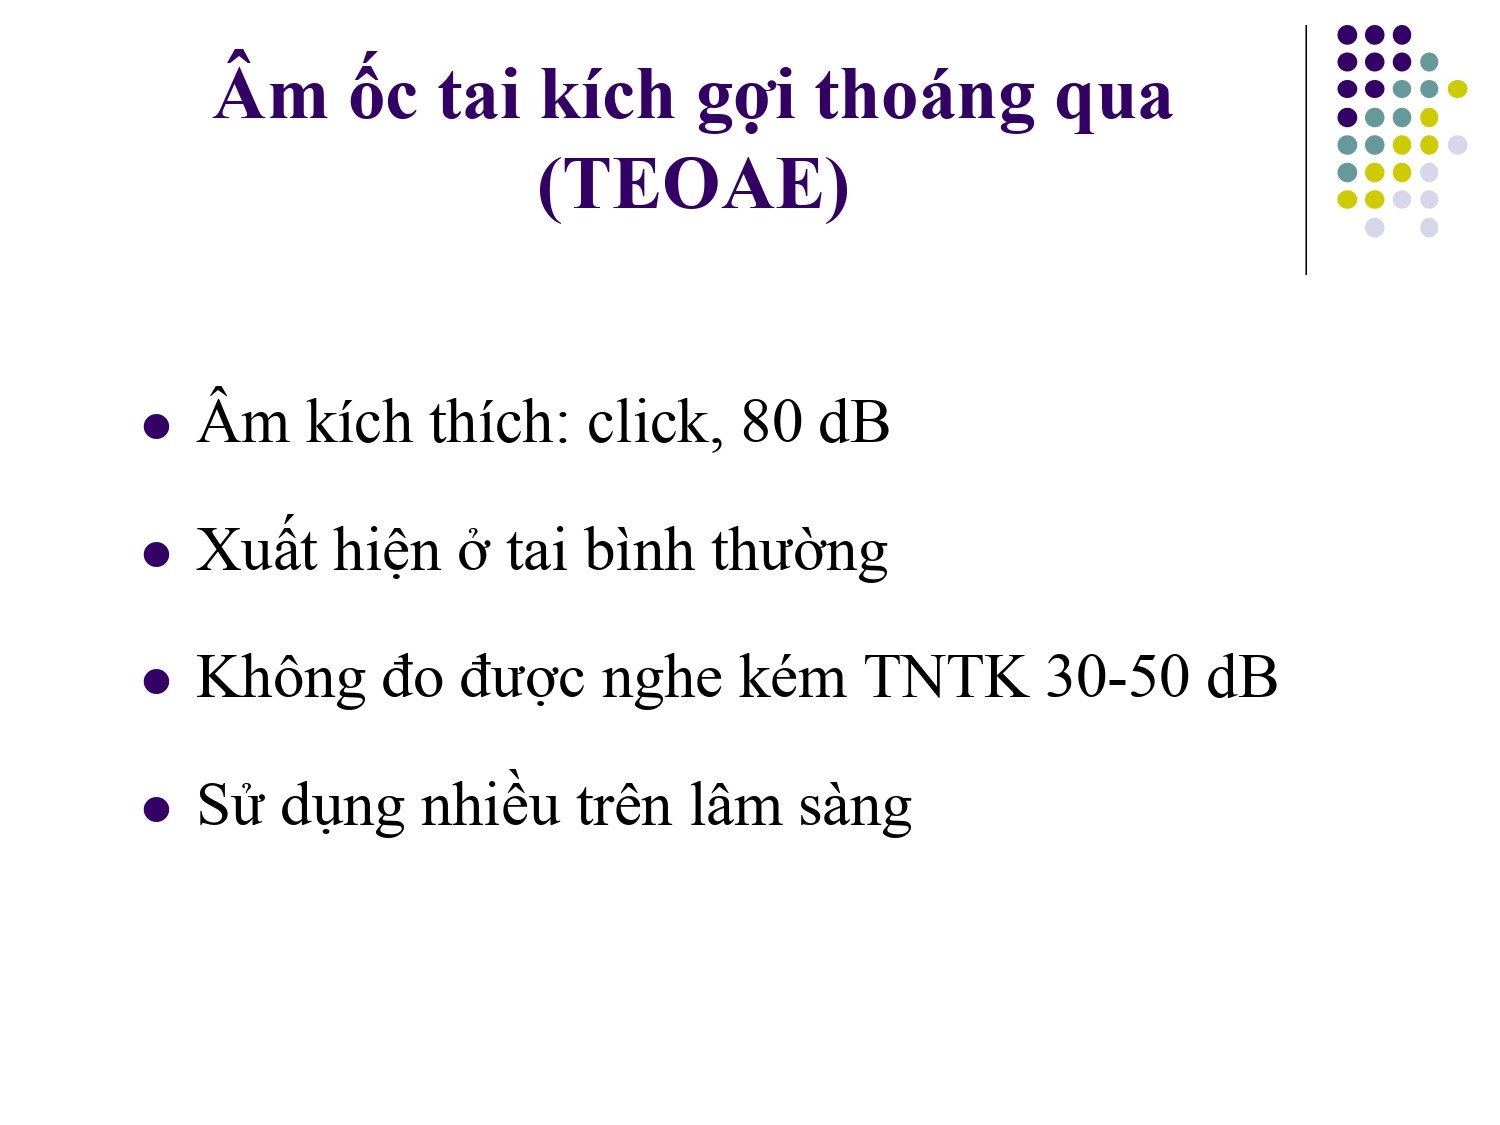 Âm ốc tai kích gợi thoáng qua
(TEOAE)
Âm kích thích: click, 80 dB
Xuất hiện ở tai bình thường
Không đo được nghe kém TNTK 30-50 dB
Sử dụng nhiều trên lâm sàng